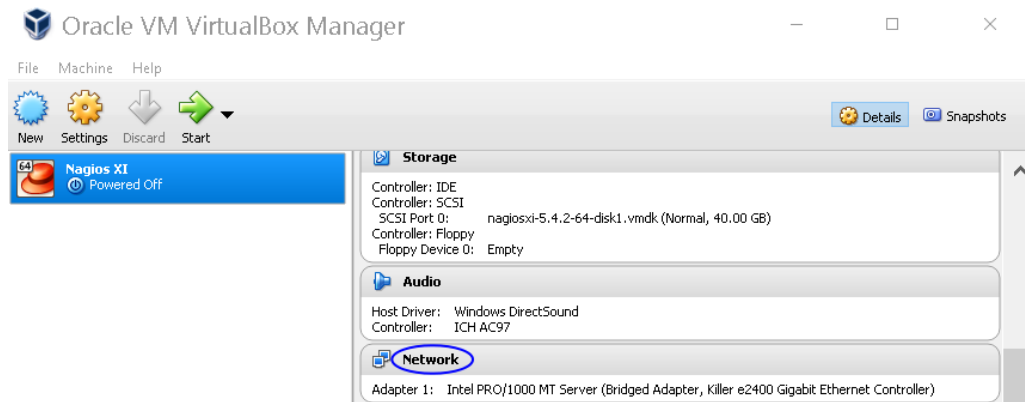 Oracle VM VirtualBox Manager
File Machine Help
New Settings Discard Start
Details Snapshots
64
Nagios XI
Powered Off
Storage
Controller: IDE
Controller: SCSI
SCSI Port 0: nagiosxi-5.4.2-64-disk1.vmdk (Normal, 40.00 GB)
Controller: Floppy
Floppy Device 0: Empty
Audio
Host Driver: Windows DirectSound
Controller: ICH AC97
Network
Adapter 1: Intel PRO/1000 MT Server (Bridged Adapter, Killer e2400 Gigabit Ethernet Controller)